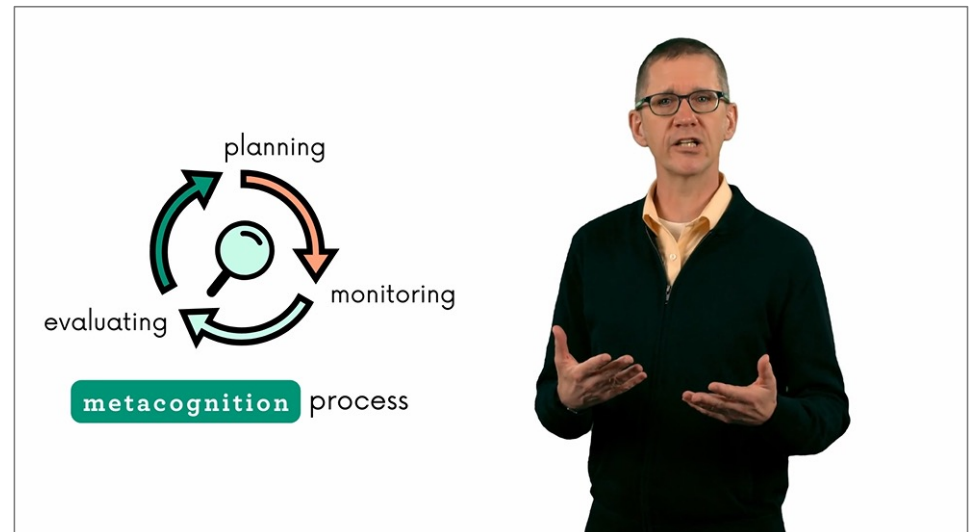 planning
monitoring
evaluating
metacognition process